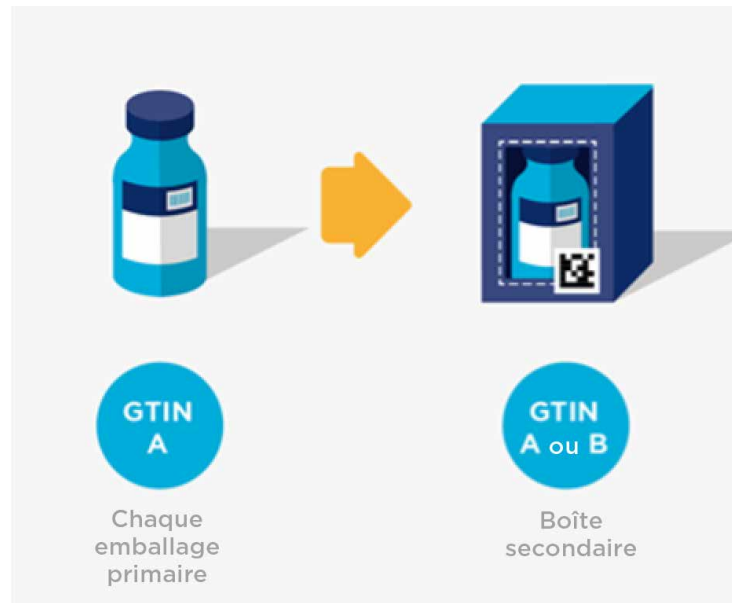 GTIN
A
Chaque
emballage
primaire
GTIN
A ou B
Boîte
secondaire